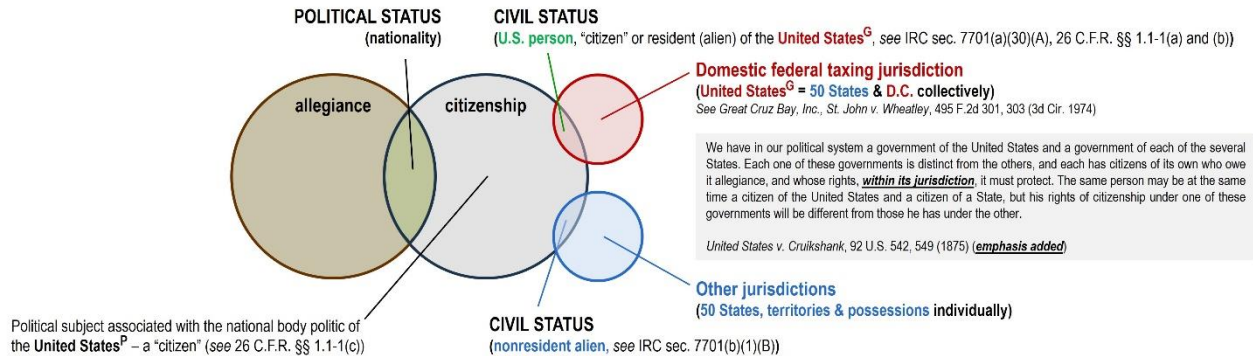 POLITICAL STATUS
(nationality)
CIVIL STATUS
(U.S. person, “citizen” or resident (alien) of the United Statesᴳ, see IRC sec. 7701(a)(30)(A), 26 C.F.R. §§ 1.1-1(a) and (b))
allegiance
citizenship
Domestic federal taxing jurisdiction
(United Statesᴳ = 50 States & D.C. collectively)
See Great Cruz Bay, Inc., St. John v. Wheatley, 495 F.2d 301, 303 (3d Cir. 1974)
We have in our political system a government of the United States and a government of each of the several
States. Each one of these governments is distinct from the others, and each has citizens of its own who owe
it allegiance, and whose rights, within its jurisdiction, it must protect. The same person may be at the same
time a citizen of the United States and a citizen of a State, but his rights of citizenship under one of these
governments will be different from those he has under the other.
United States v. Cruikshank, 92 U.S. 542, 549 (1875) (emphasis added)
Other jurisdictions
(50 States, territories & possessions individually)
Political subject associated with the national body politic of
the United Statesᴾ – a “citizen” (see 26 C.F.R. §§ 1.1-1(c))
CIVIL STATUS
(nonresident alien, see IRC sec. 7701(b)(1)(B))